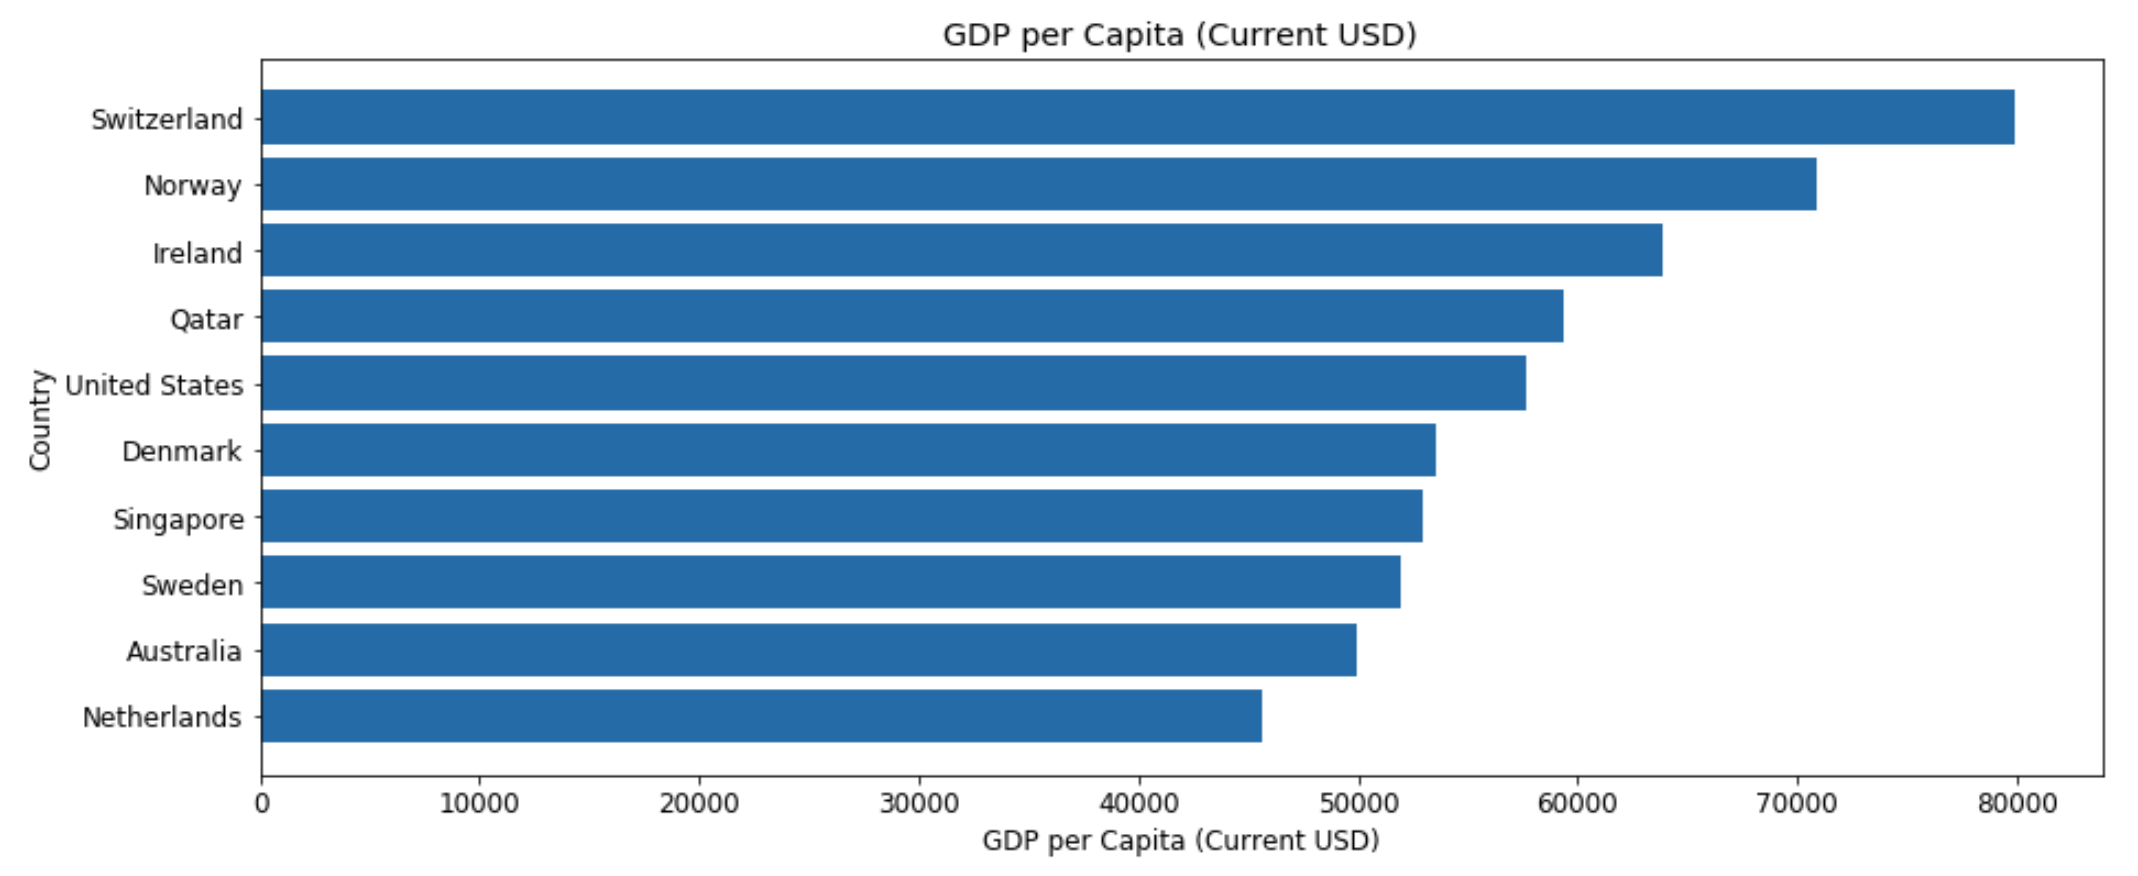 GDP per Capita (Current USD)
Switzerland
Norway
Ireland
Qatar
United States
Denmark
Singapore
Sweden
Australia
Netherlands
Country
0 10000 20000 30000 40000 50000 60000 70000 80000
GDP per Capita (Current USD)